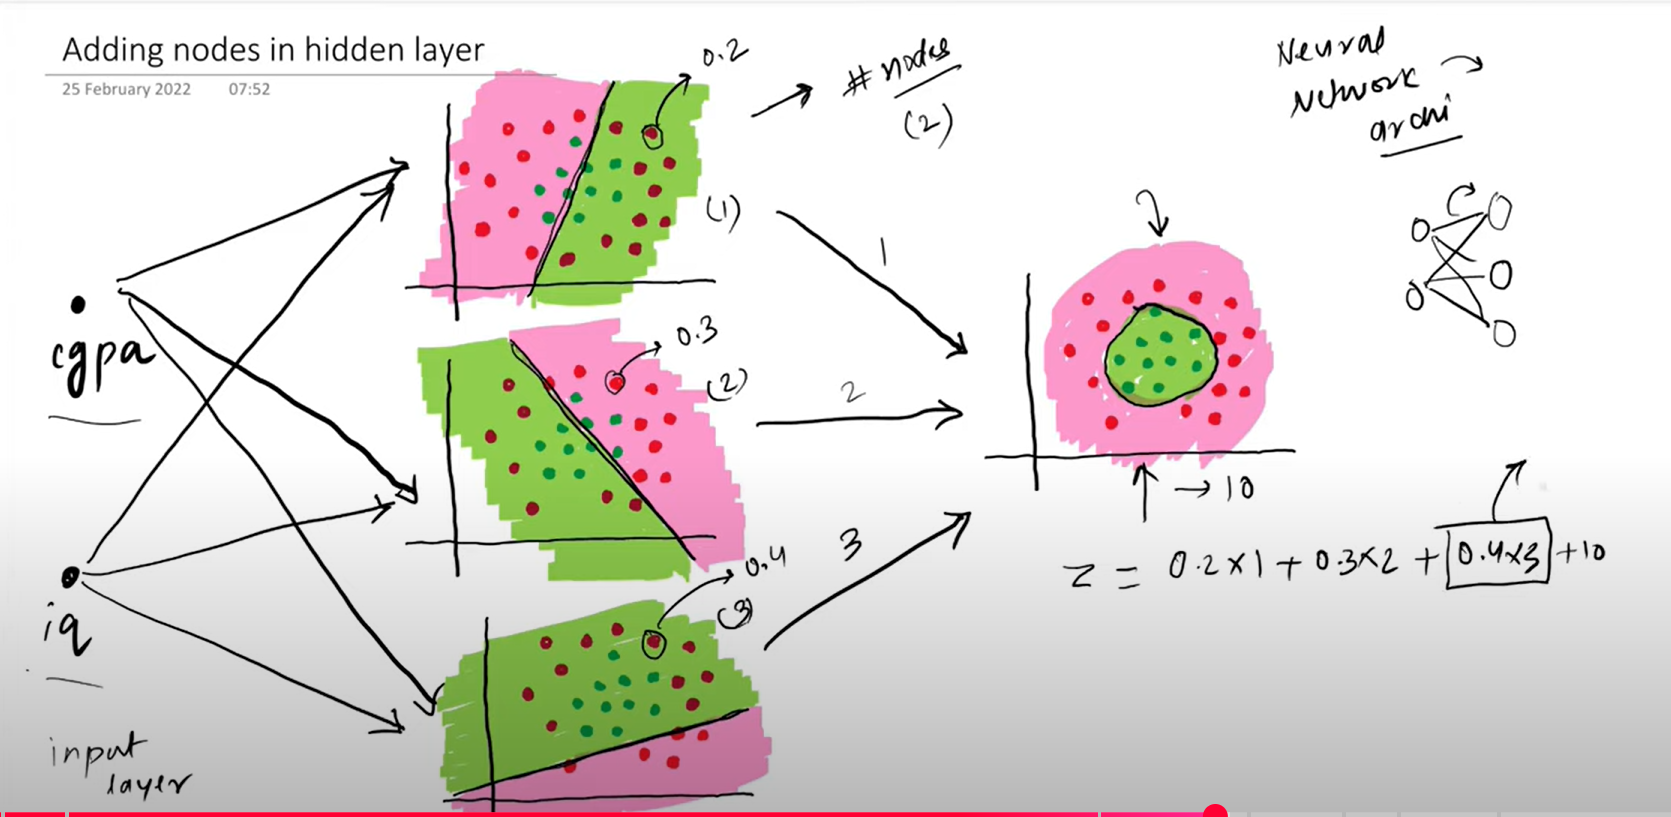 Adding nodes in hidden layer
25 February 2022 07:52
0.2
# nodes
(2)
Neural
Network
archi
(1)
1
cgpa
0.3
(2)
2
→ 10
z = 0.2×1 + 0.3×2 + 0.4×3 + 10
0.4
(3)
3
iq
input
layer